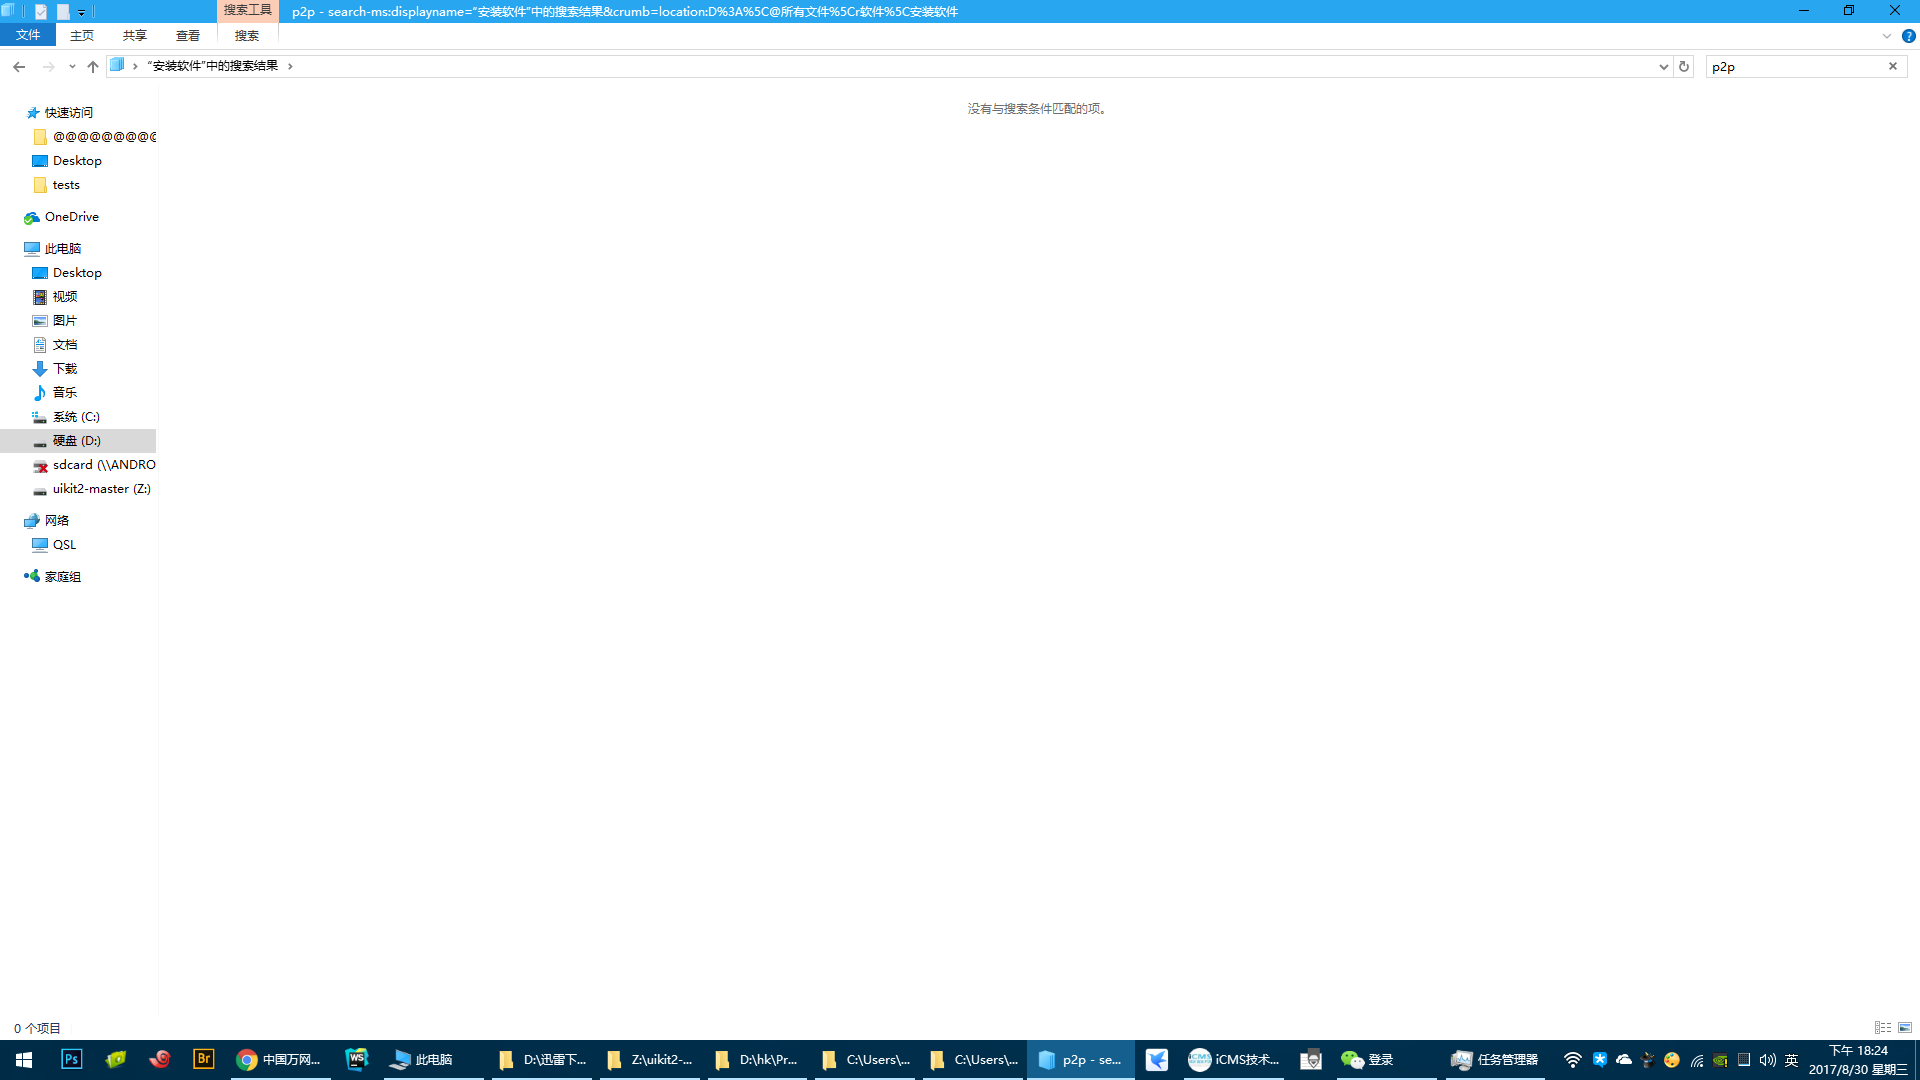 搜索工具
p2p - search-ms:displayname="安装软件"中的搜索结果&crumb=location:D%3A%5C@所有文件%5Cr软件%5C安装软件
文件 主页 共享 查看 搜索
“安装软件”中的搜索结果
p2p
没有与搜索条件匹配的项。
快速访问
@@@@@@@@@
Desktop
tests
OneDrive
此电脑
Desktop
视频
图片
文档
下载
音乐
系统 (C:)
硬盘 (D:)
sdcard (\\ANDRO
uikit2-master (Z:)
网络
QSL
家庭组
0 个项目
Ps
Br
中国万网...
WS
此电脑
D:\迅雷下...
Z:\uikit2-...
D:\hk\Pr...
C:\Users\...
C:\Users\...
p2p - se...
iCMS
iCMS技术...
登录
任务管理器
英
下午 18:24
2017/8/30 星期三